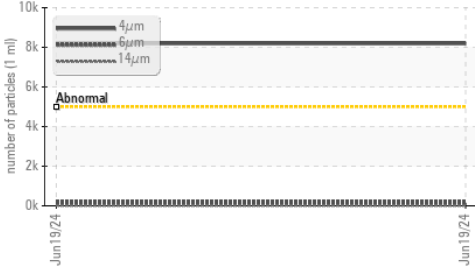 10k
8k
6k
4k
2k
0k
number of particles (1 ml)
4μm
6μm
14μm
Abnormal
Jun19/24
Jun19/24